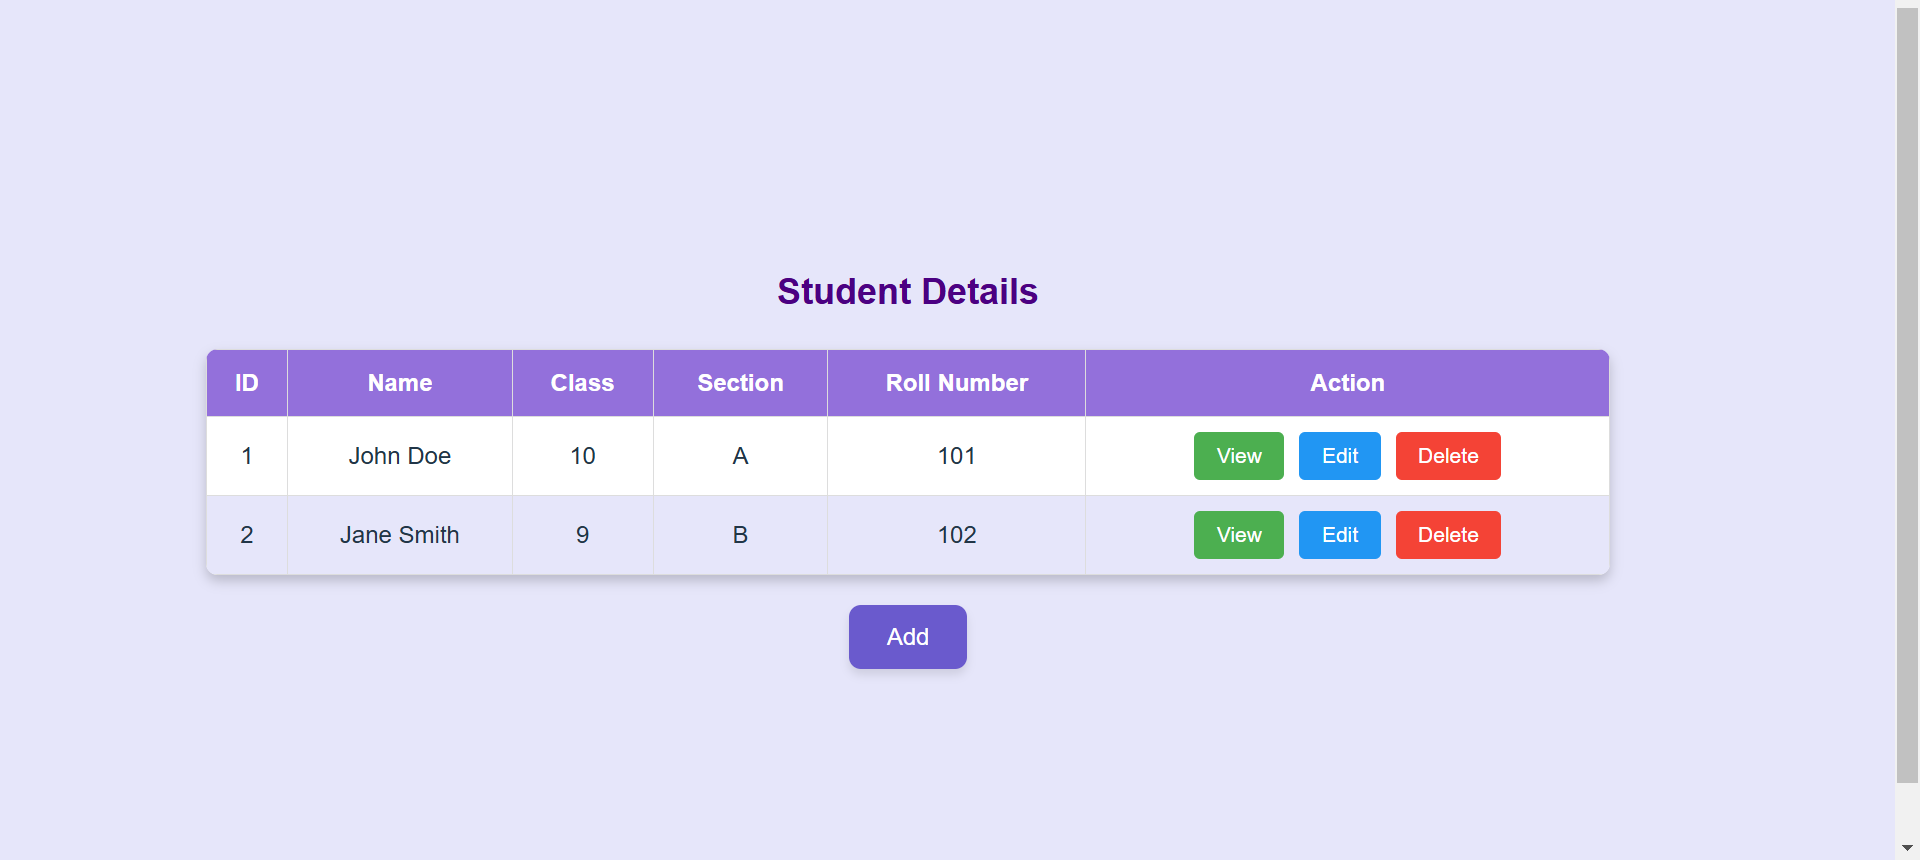 Student Details
ID Name Class Section Roll Number Action
1 John Doe 10 A 101 View Edit Delete
2 Jane Smith 9 B 102 View Edit Delete
Add